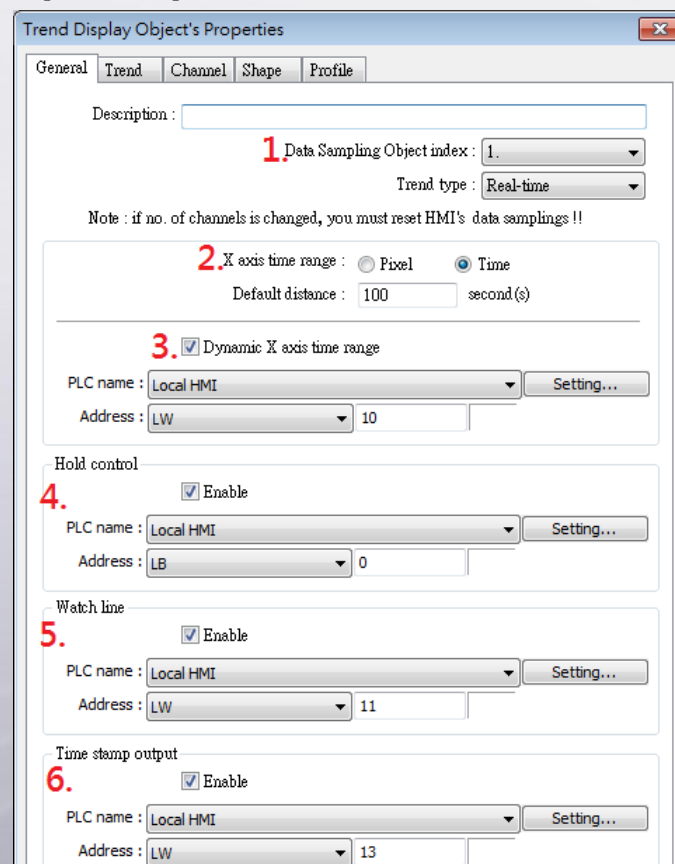 Trend Display Object's Properties
General Trend Channel Shape Profile
Description :
1. Data Sampling Object index : 1.
Trend type : Real-time
Note : if no. of channels is changed, you must reset HMI's data samplings !!
2. X axis time range : Pixel Time
Default distance : 100 second(s)
3. Dynamic X axis time range
PLC name : Local HMI Setting...
Address : LW 10
Hold control
4. Enable
PLC name : Local HMI Setting...
Address : LB 0
Watch line
5. Enable
PLC name : Local HMI Setting...
Address : LW 11
Time stamp output
6. Enable
PLC name : Local HMI Setting...
Address : LW 13